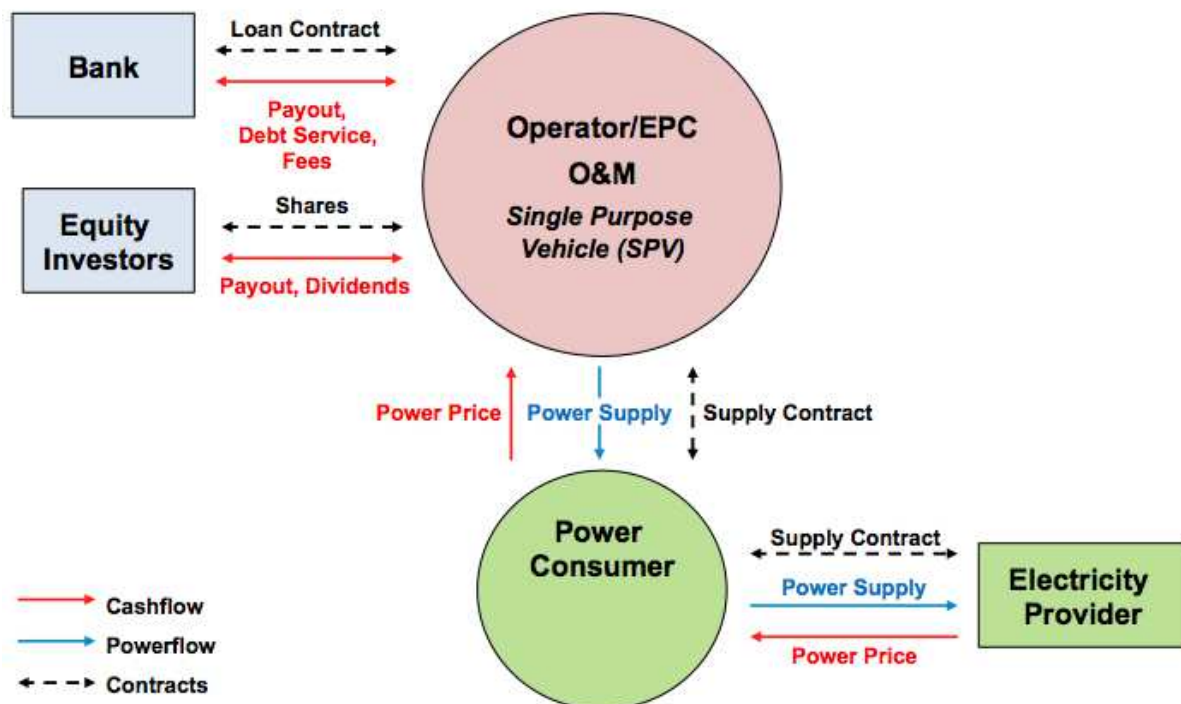 Bank
Loan Contract
Payout,
Debt Service,
Fees
Equity
Investors
Shares
Payout, Dividends
Operator/EPC
O&M
Single Purpose
Vehicle (SPV)
Power Price
Power Supply
Supply Contract
Power
Consumer
Supply Contract
Power Supply
Power Price
Electricity
Provider
Cashflow
Powerflow
Contracts